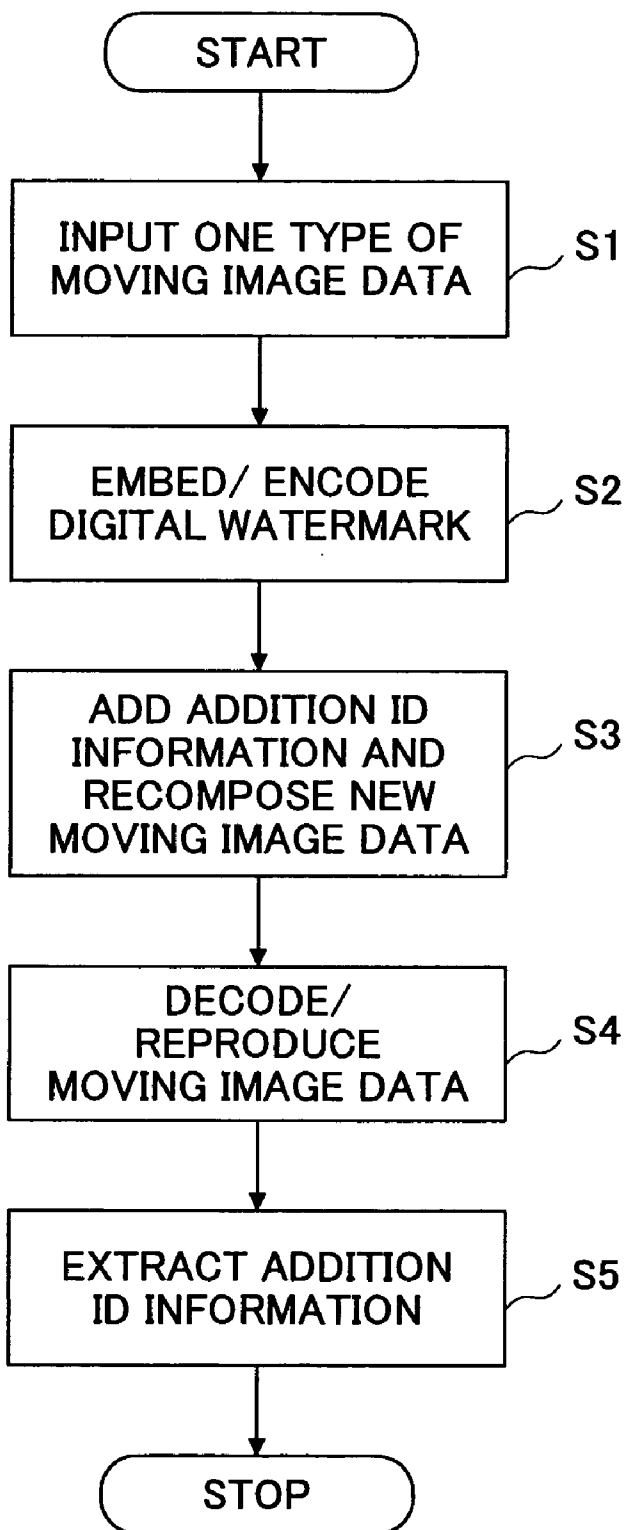 START
INPUT ONE TYPE OF
MOVING IMAGE DATA
S1
EMBED/ ENCODE
DIGITAL WATERMARK
S2
ADD ADDITION ID
INFORMATION AND
RECOMPOSE NEW
MOVING IMAGE DATA
S3
DECODE/
REPRODUCE
MOVING IMAGE DATA
S4
EXTRACT ADDITION
ID INFORMATION
S5
STOP